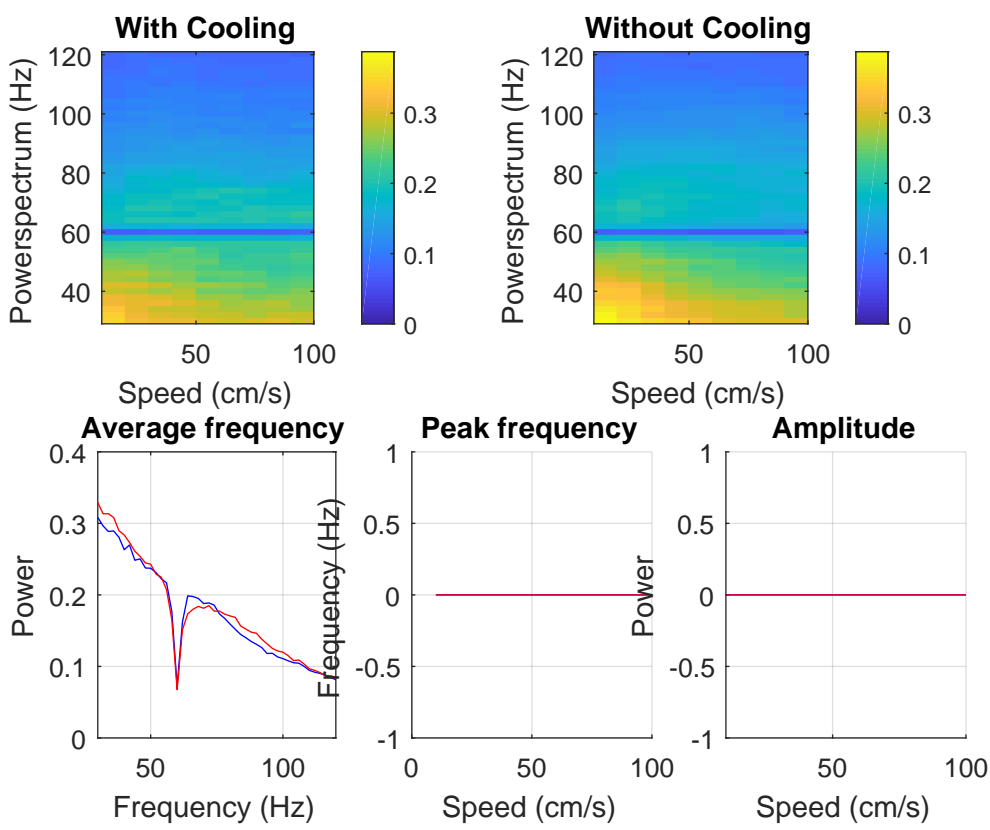 With Cooling
Powerspectrum (Hz)
120
100
80
60
40
50
100
Speed (cm/s)
0.3
0.2
0.1
0
Without Cooling
Powerspectrum (Hz)
120
100
80
60
40
50
100
Speed (cm/s)
0.3
0.2
0.1
0
Average frequency
Power
0.4
0.3
0.2
0.1
0
50
100
Frequency (Hz)
Peak frequency
Frequency (Hz)
1
0.5
0
-0.5
-1
0
50
100
Speed (cm/s)
Amplitude
Power
1
0.5
0
-0.5
-1
50
100
Speed (cm/s)